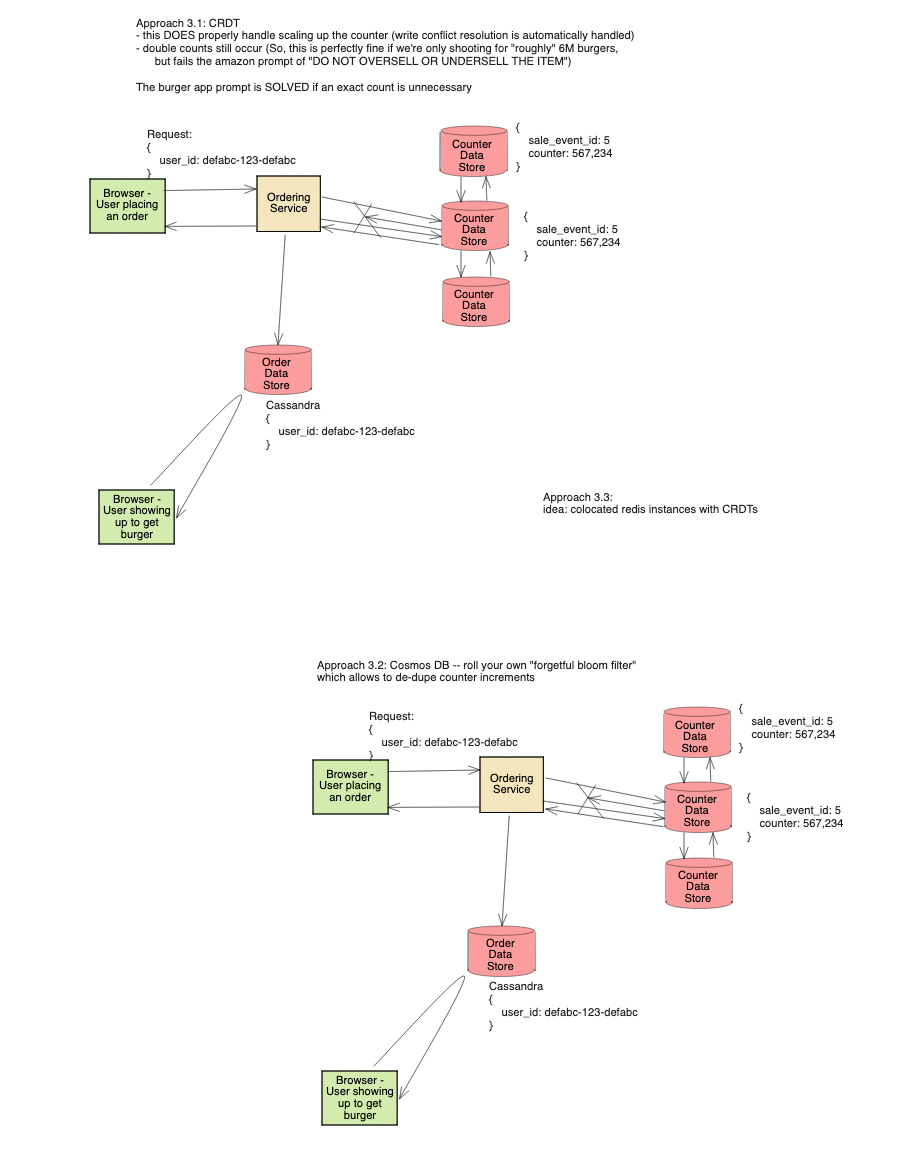 Approach 3.1: CRDT
- this DOES properly handle scaling up the counter (write conflict resolution is automatically handled)
- double counts still occur (So, this is perfectly fine if we're only shooting for "roughly" 6M burgers,
but fails the amazon prompt of "DO NOT OVERSELL OR UNDERSELL THE ITEM")
The burger app prompt is SOLVED if an exact count is unnecessary
Request:
{
user_id: defabc-123-defabc
}
Browser -
User placing
an order
Ordering
Service
Counter
Data
Store
{
sale_event_id: 5
counter: 567,234
}
Counter
Data
Store
{
sale_event_id: 5
counter: 567,234
}
Counter
Data
Store
Order
Data
Store
Cassandra
{
user_id: defabc-123-defabc
}
Browser -
User showing
up to get
burger
Approach 3.3:
idea: colocated redis instances with CRDTs
Approach 3.2: Cosmos DB -- roll your own "forgetful bloom filter"
which allows to de-dupe counter increments
Request:
{
user_id: defabc-123-defabc
}
Browser -
User placing
an order
Ordering
Service
Counter
Data
Store
{
sale_event_id: 5
counter: 567,234
}
Counter
Data
Store
{
sale_event_id: 5
counter: 567,234
}
Counter
Data
Store
Order
Data
Store
Cassandra
{
user_id: defabc-123-defabc
}
Browser -
User showing
up to get
burger